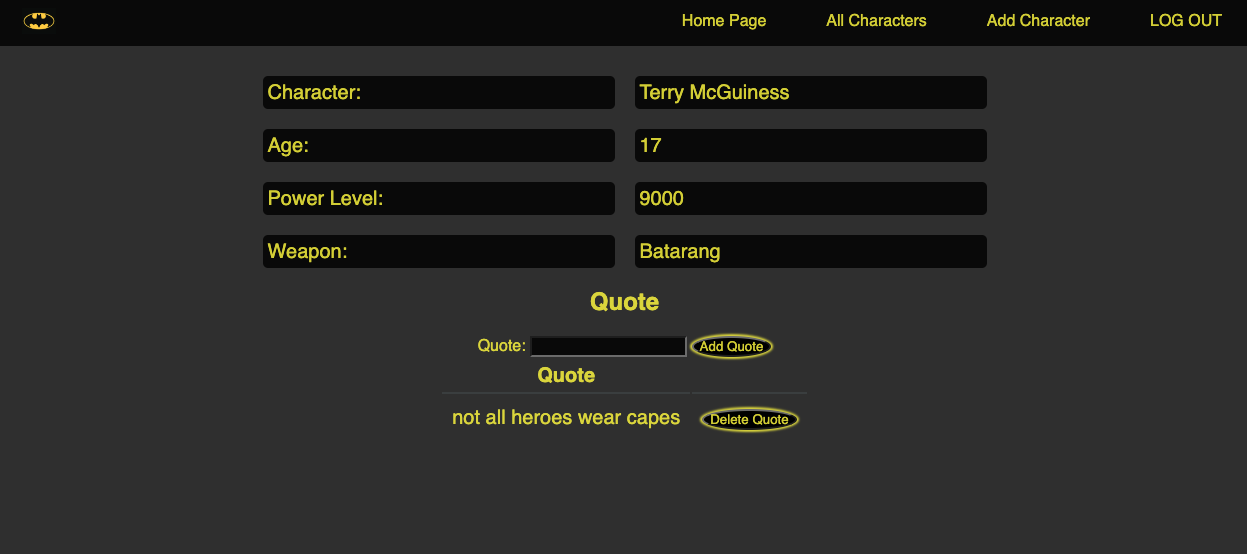 Home Page All Characters Add Character LOG OUT
Character: Terry McGuiness
Age: 17
Power Level: 9000
Weapon: Batarang
Quote
Quote: Add Quote
Quote
not all heroes wear capes Delete Quote